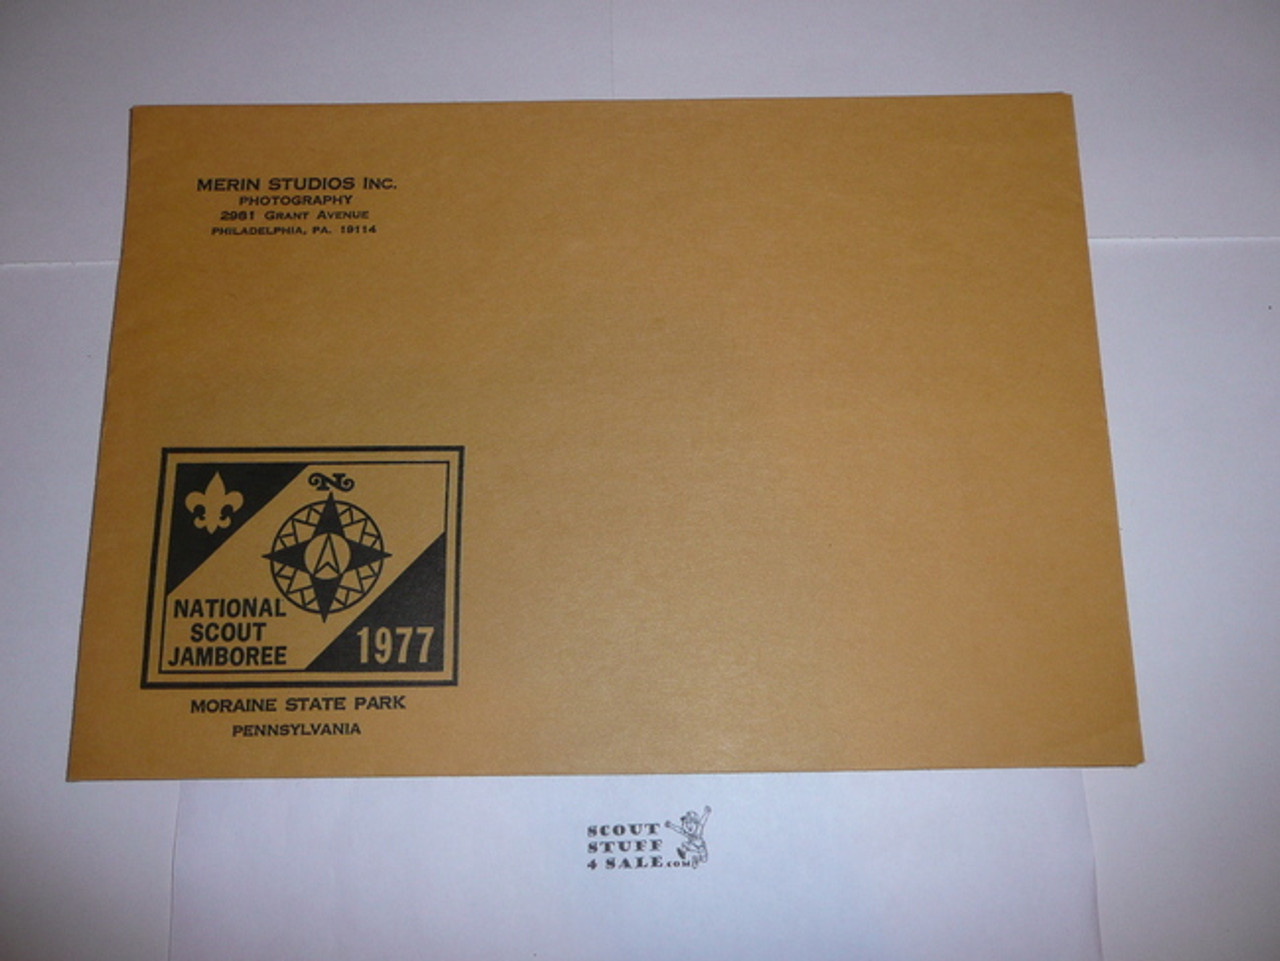 MERIN STUDIOS INC.
PHOTOGRAPHY
2981 GRANT AVENUE
PHILADELPHIA, PA. 19114
N
NATIONAL
SCOUT
JAMBOREE
1977
MORAINE STATE PARK
PENNSYLVANIA
SCOUT
STUFF
4 SALE.COM